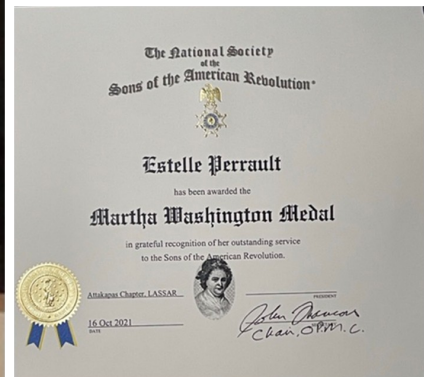 The National Society
of the
Sons of the American Revolution®
Estelle Perrault
has been awarded the
Martha Washington Medal
in grateful recognition of her outstanding service
to the Sons of the American Revolution.
Attakapas Chapter, LASSAR
PRESIDENT
16 Oct 2021
DATE
John
Chair, O.P.M.C.